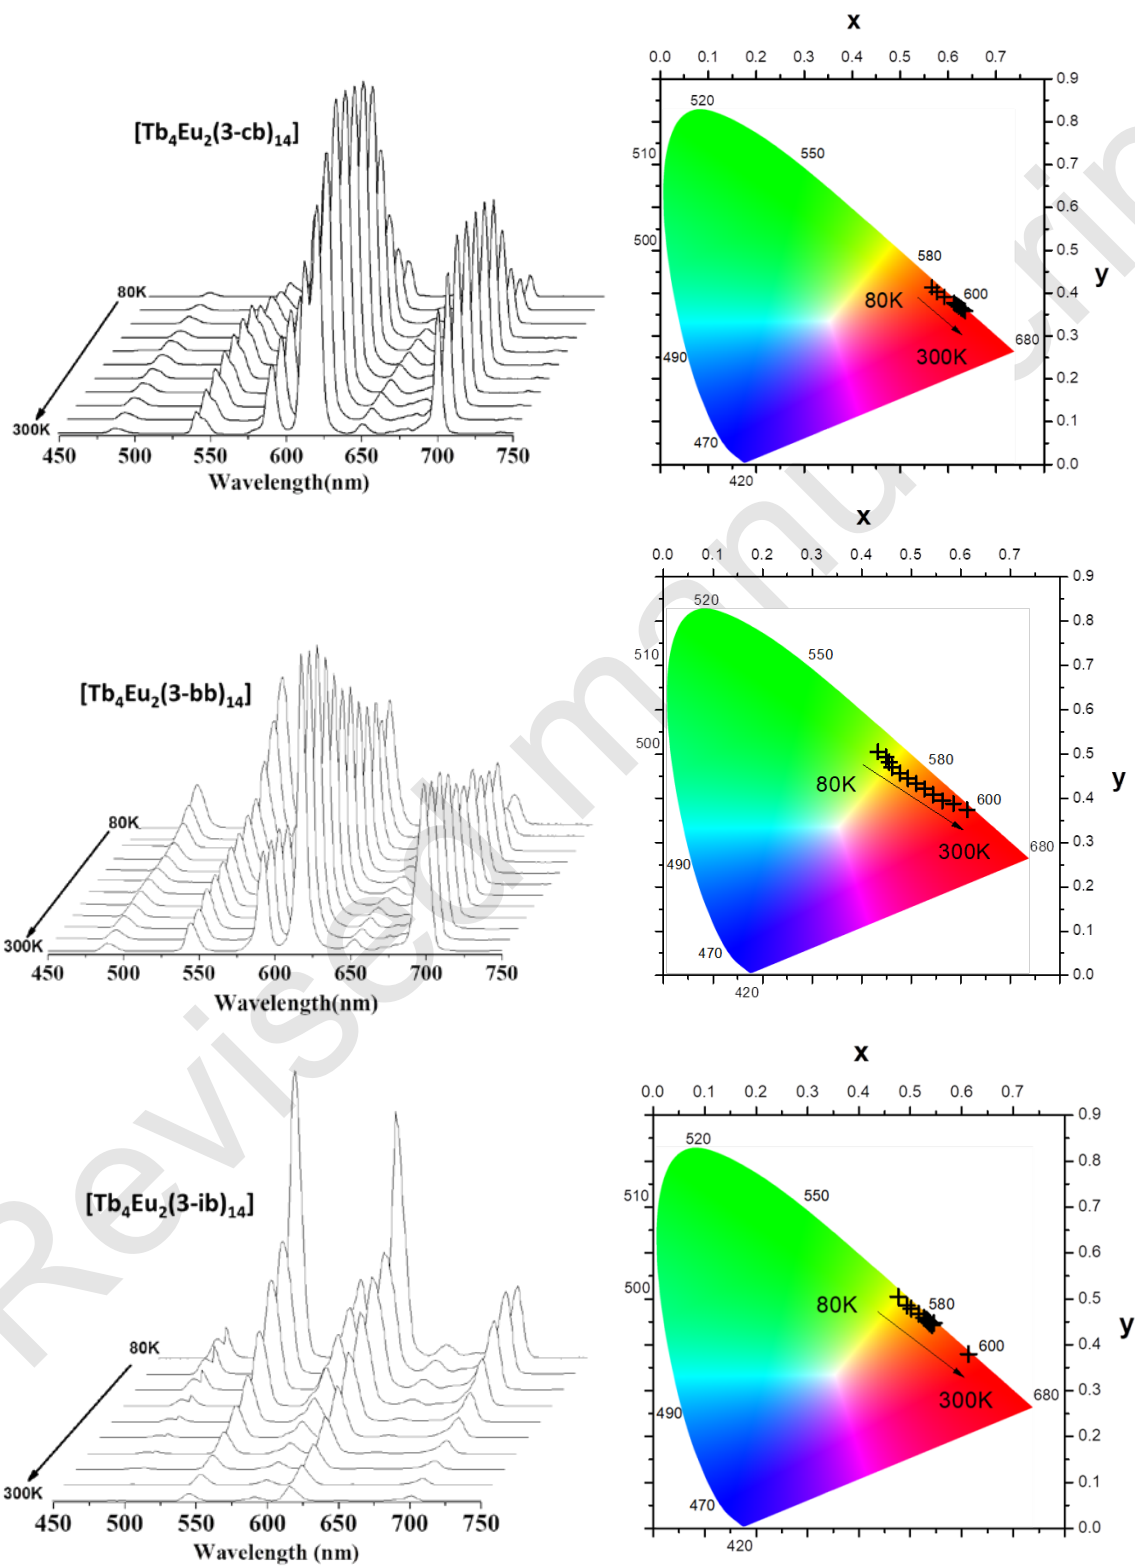 x
0.0 0.1 0.2 0.3 0.4 0.5 0.6 0.7
[Tb₄Eu₂(3-cb)₁₄]
80K
300K
450 500 550 600 650 700 750
Wavelength(nm)
0.9
0.8
0.7
0.6
0.5
0.4
0.3
0.2
0.1
0.0
y
520
510
550
500
580
80K
600
490
300K
680
470
420
x
0.0 0.1 0.2 0.3 0.4 0.5 0.6 0.7
[Tb₄Eu₂(3-bb)₁₄]
80K
300K
450 500 550 600 650 700 750
Wavelength(nm)
0.9
0.8
0.7
0.6
0.5
0.4
0.3
0.2
0.1
0.0
y
520
510
550
500
580
80K
600
490
300K
680
470
420
x
0.0 0.1 0.2 0.3 0.4 0.5 0.6 0.7
[Tb₄Eu₂(3-ib)₁₄]
80K
300K
450 500 550 600 650 700 750
Wavelength (nm)
0.9
0.8
0.7
0.6
0.5
0.4
0.3
0.2
0.1
0.0
y
520
510
550
500
80K
580
600
490
300K
680
470
420
Revised manuscrip